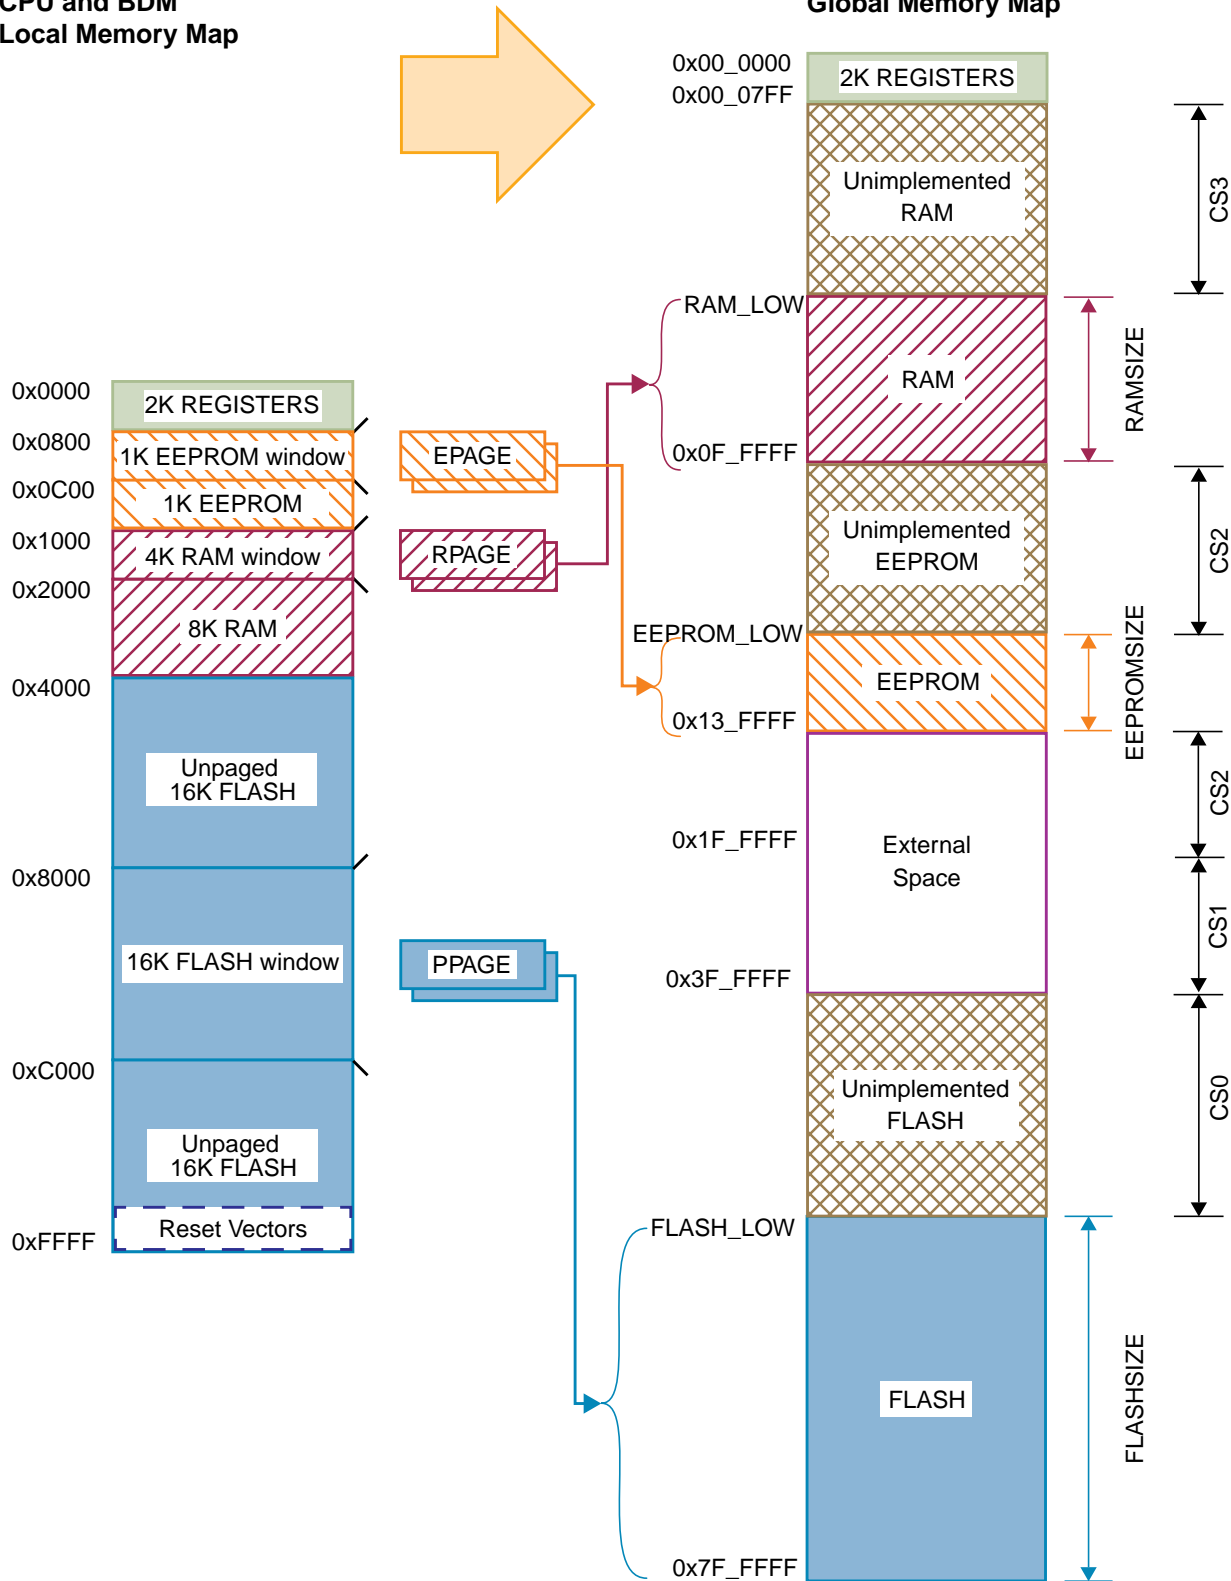 CPU and BDM
Local Memory Map
Global Memory Map
0x0000
2K REGISTERS
0x0800
1K EEPROM window
0x0C00
1K EEPROM
0x1000
4K RAM window
0x2000
8K RAM
0x4000
Unpaged
16K FLASH
0x8000
16K FLASH window
0xC000
Unpaged
16K FLASH
Reset Vectors
0xFFFF
EPAGE
RPAGE
PPAGE
0x00_0000
0x00_07FF
2K REGISTERS
Unimplemented
RAM
CS3
RAM_LOW
RAM
RAMSIZE
0x0F_FFFF
Unimplemented
EEPROM
CS2
EEPROM_LOW
EEPROM
EEPROMSIZE
0x13_FFFF
CS2
0x1F_FFFF
External
Space
CS1
0x3F_FFFF
Unimplemented
FLASH
CS0
FLASH_LOW
FLASH
FLASHSIZE
0x7F_FFFF